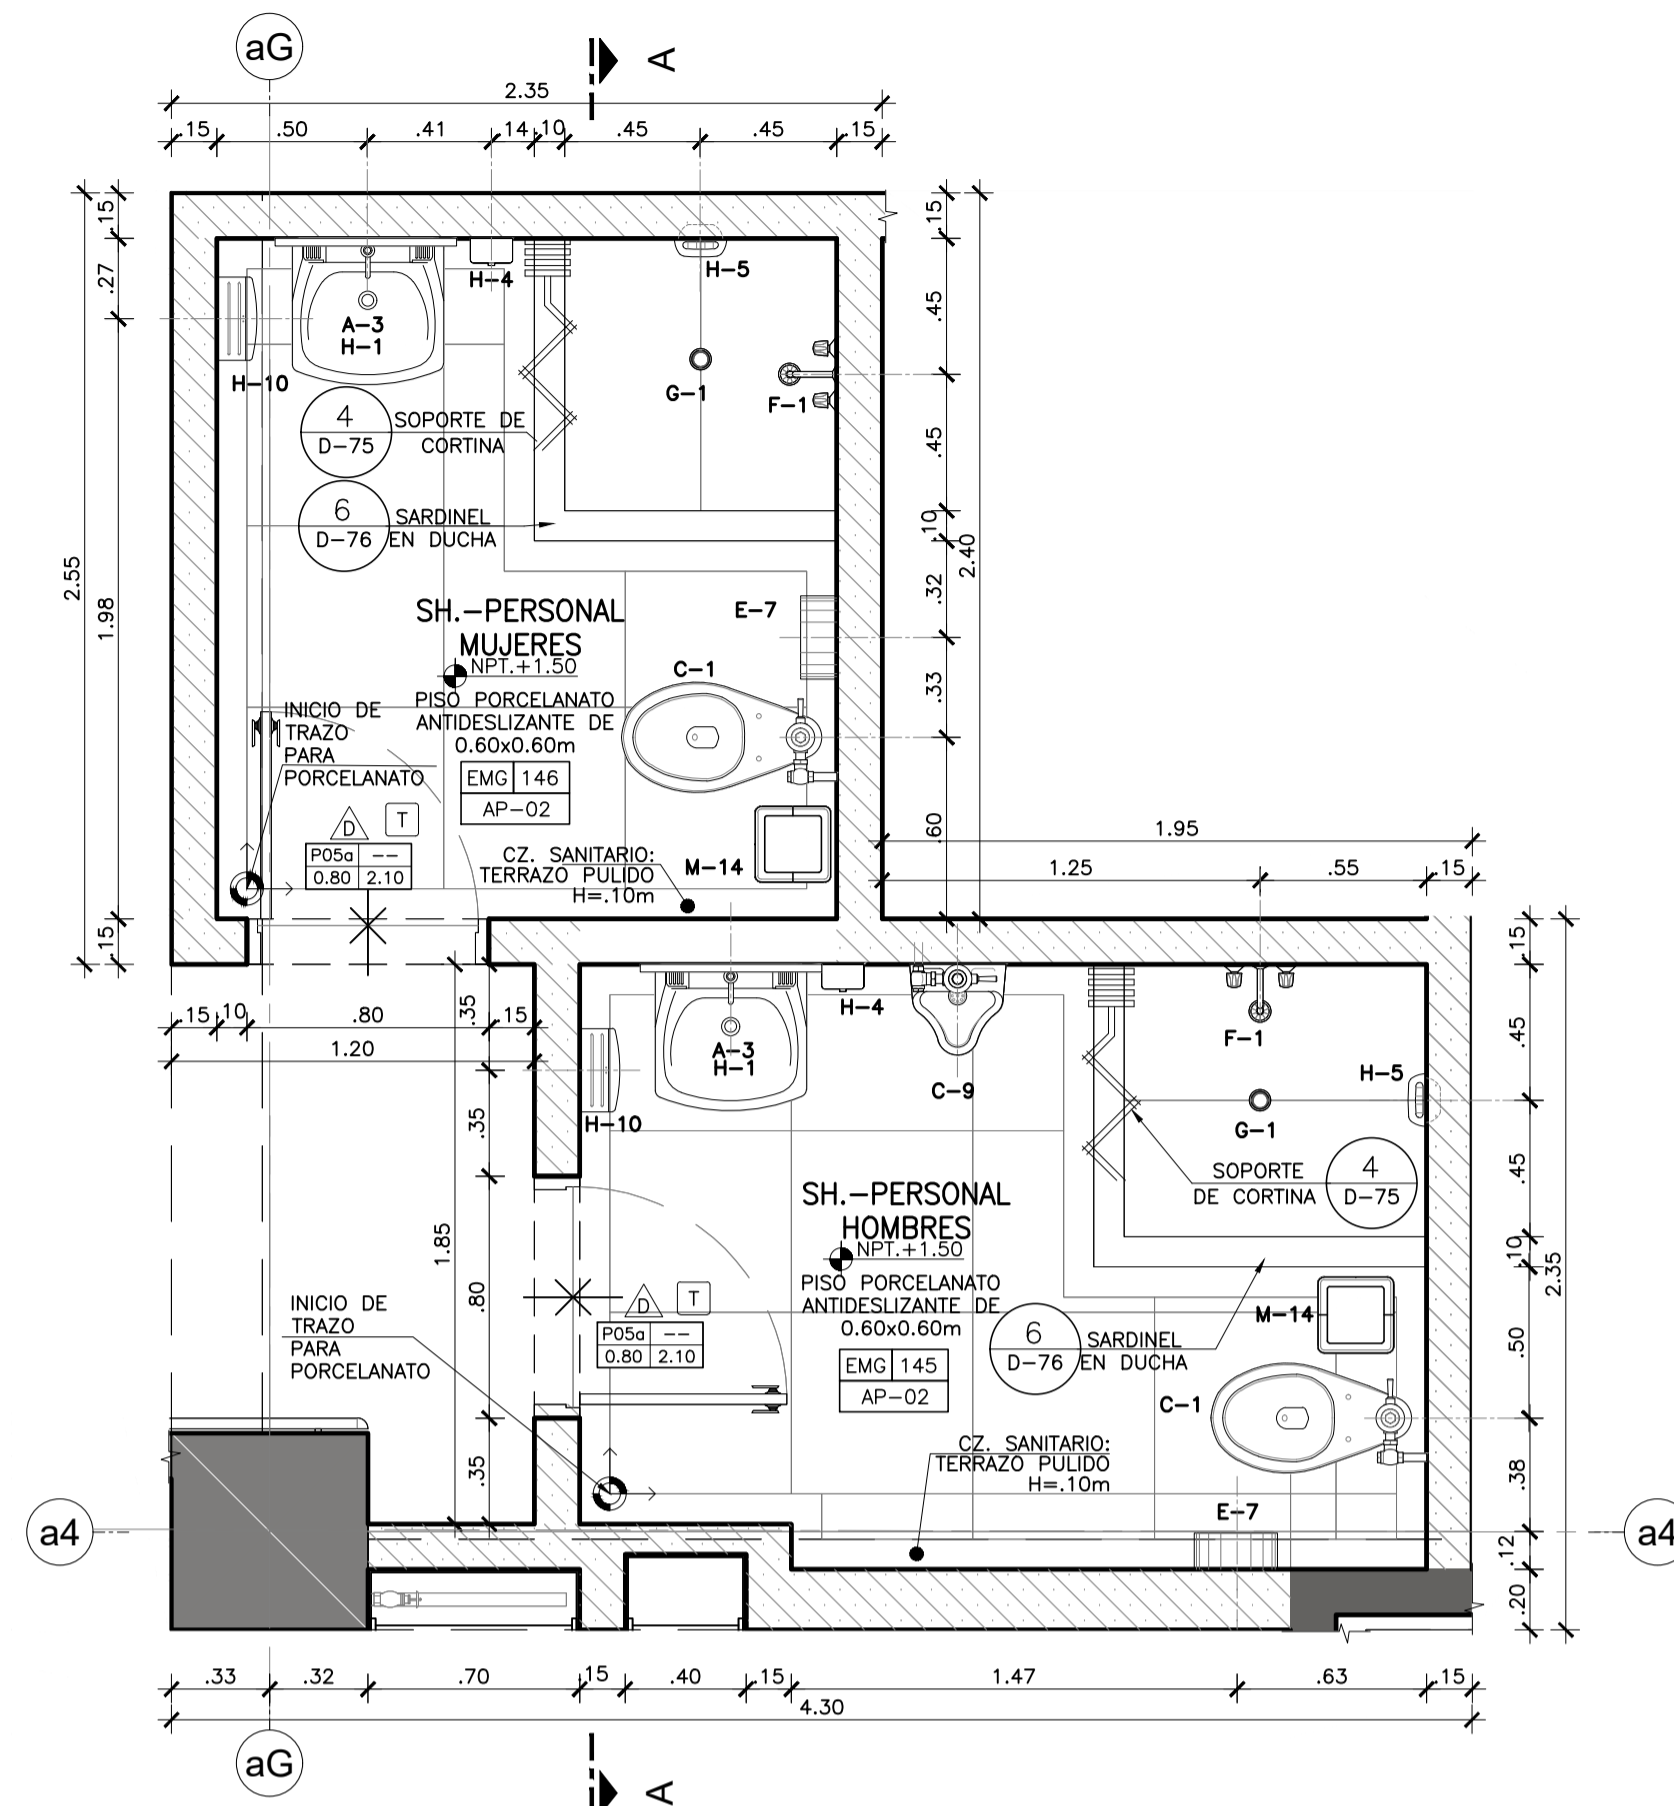 aG
A
2.35
.15 .50 .41 .14 .10 .45 .45 .15
.15
.27
1.98
.15
2.55
.15
.45
.45
.10
.32
.33
.60
2.40
H-4
H-5
A-3
H-1
H-10
G-1
F-1
4
D-75
SOPORTE DE
CORTINA
6
D-76
SARDINEL
EN DUCHA
SH.-PERSONAL
MUJERES
NPT.+1.50
PISO PORCELANATO
ANTIDESLIZANTE DE
0.60x0.60m
EMG 146
AP-02
E-7
C-1
INICIO DE
TRAZO
PARA
PORCELANATO
D T
P05a --
0.80 2.10
CZ. SANITARIO:
TERRAZO PULIDO
H=.10m
M-14
1.95
1.25 .55 .15
.15 .10 .80 .15
1.20
.35
.35
.80
.35
1.85
H-4
A-3
H-1
H-10
C-9
F-1
H-5
G-1
SOPORTE
DE CORTINA
4
D-75
SH.-PERSONAL
HOMBRES
NPT.+1.50
PISO PORCELANATO
ANTIDESLIZANTE DE
0.60x0.60m
EMG 145
AP-02
D T
P05a --
0.80 2.10
INICIO DE
TRAZO
PARA
PORCELANATO
6
D-76
SARDINEL
EN DUCHA
M-14
C-1
CZ. SANITARIO:
TERRAZO PULIDO
H=.10m
E-7
.15
.45
.45
.10
.50
.38
.12
.20
2.35
a4
a4
.33 .32 .70 .15 .40 .15 1.47 .63 .15
4.30
aG
A